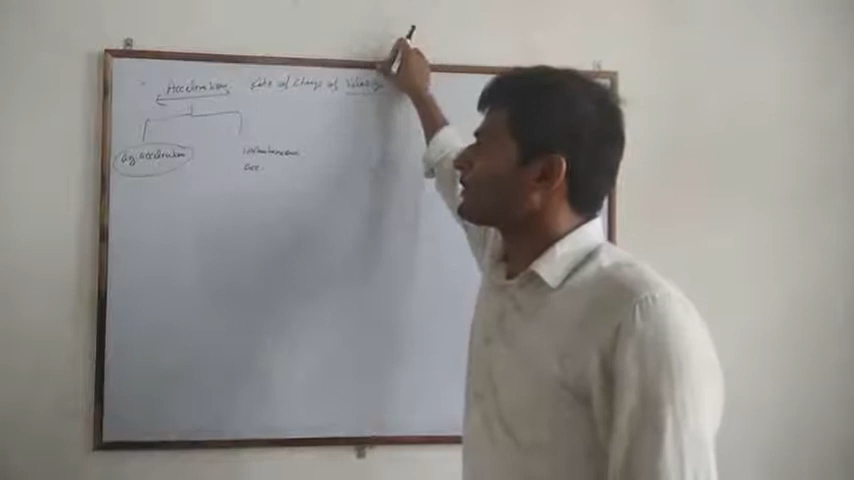 Acceleration Rate of Change of Velocity
Avg acceleration instantaneous
acc.